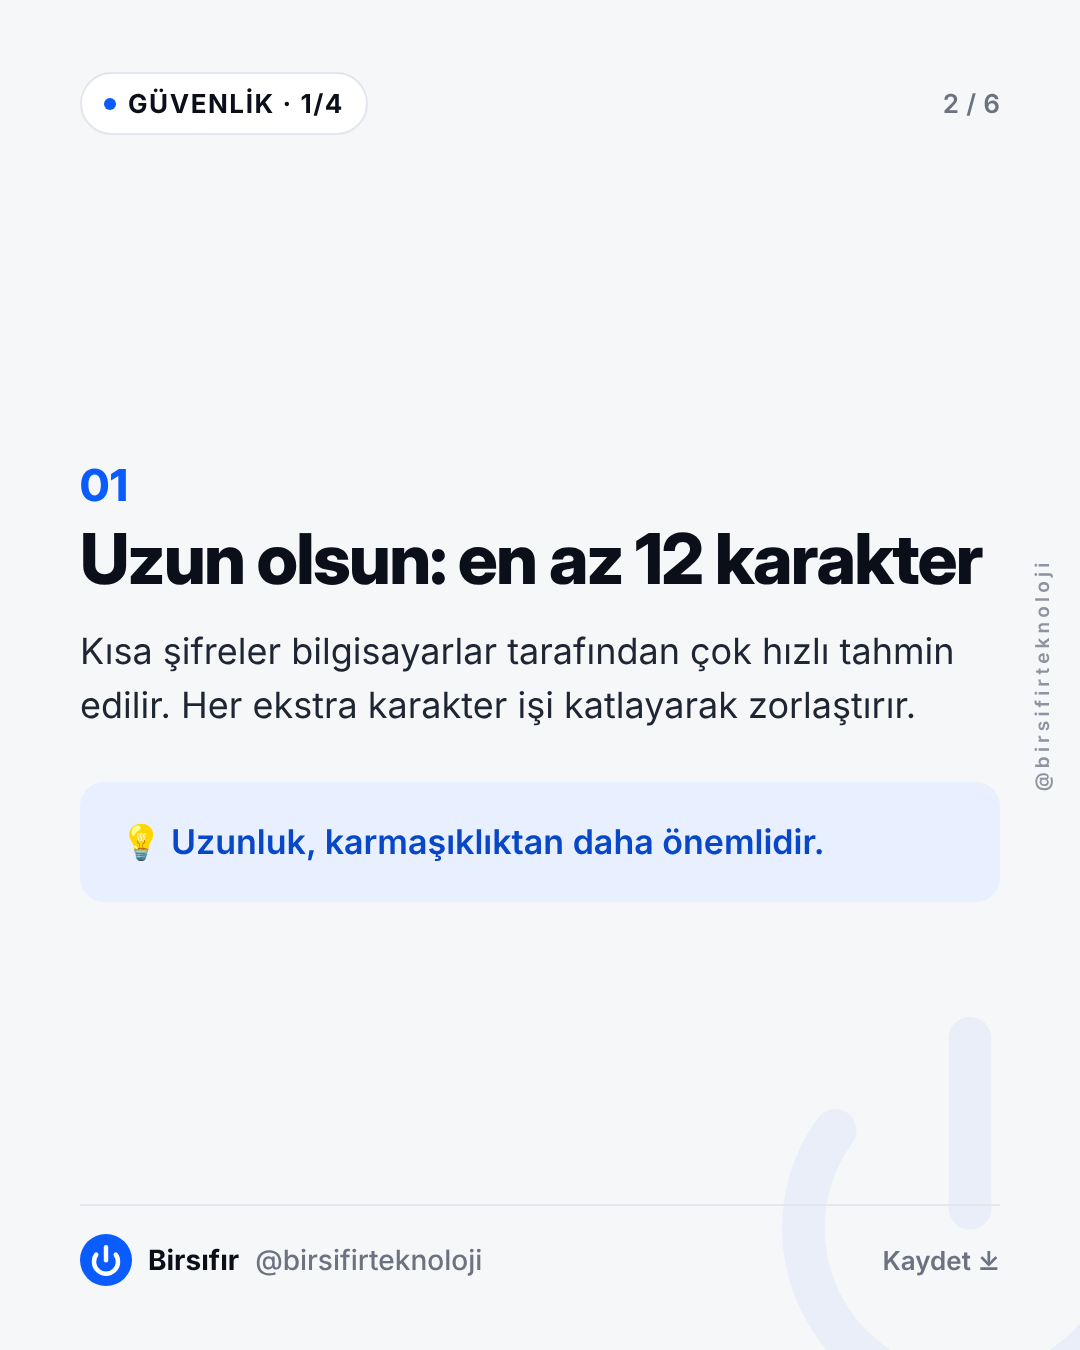 GÜVENLİK · 1/4
2 / 6
01
Uzun olsun: en az 12 karakter
Kısa şifreler bilgisayarlar tarafından çok hızlı tahmin
edilir. Her ekstra karakter işi katlayarak zorlaştırır.
💡 Uzunluk, karmaşıklıktan daha önemlidir.
@birsifirteknoloji
Birsıfır @birsifirteknoloji
Kaydet